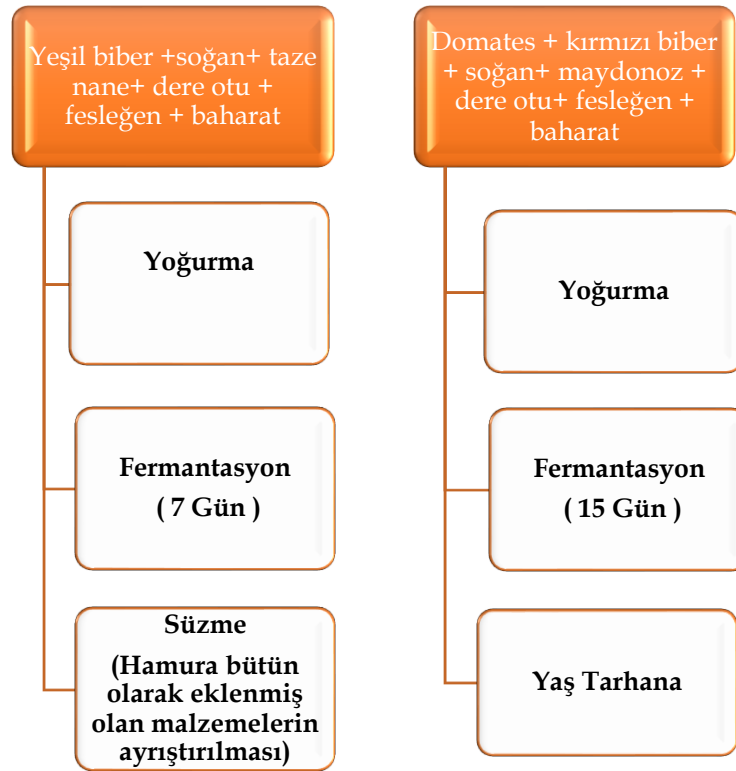 Yeşil biber +soğan+ taze
nane+ dere otu +
fesleğen + baharat
Yoğurma
Fermantasyon
( 7 Gün )
Süzme
(Hamura bütün
olarak eklenmiş
olan malzemelerin
ayrıştırılması)
Domates + kırmızı biber
+ soğan+ maydonoz +
dere otu+ fesleğen +
baharat
Yoğurma
Fermantasyon
( 15 Gün )
Yaş Tarhana